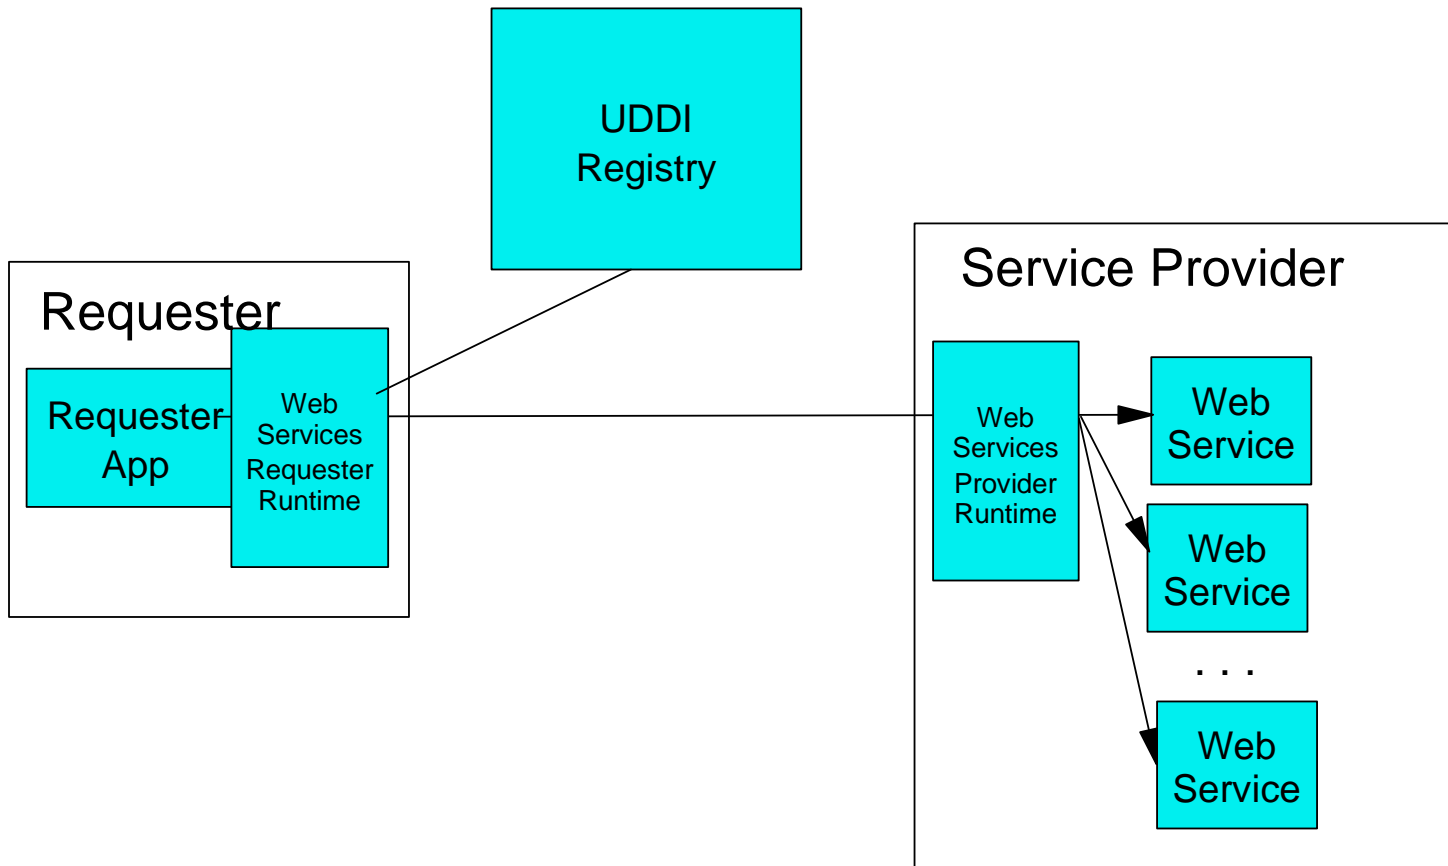 UDDI
Registry
Requester
Requester
App
Web
Services
Requester
Runtime
Service Provider
Web
Services
Provider
Runtime
Web
Service
Web
Service
. . .
Web
Service